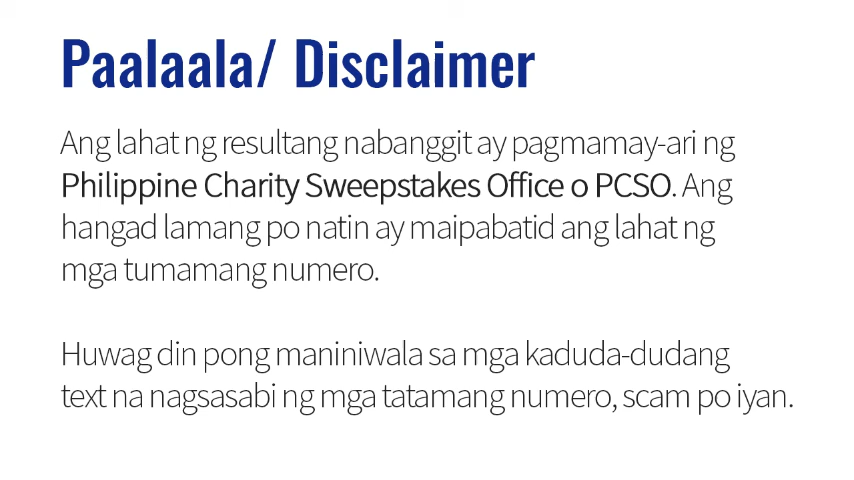 Paalaala/ Disclaimer
Ang lahat ng resultang nabanggit ay pagmamay-ari ng
Philippine Charity Sweepstakes Office o PCSO. Ang
hangad lamang po natin ay maipabatid ang lahat ng
mga tumamang numero.
Huwag din pong maniniwala sa mga kaduda-dudang
text na nagsasabi ng mga tatamang numero, scam po iyan.